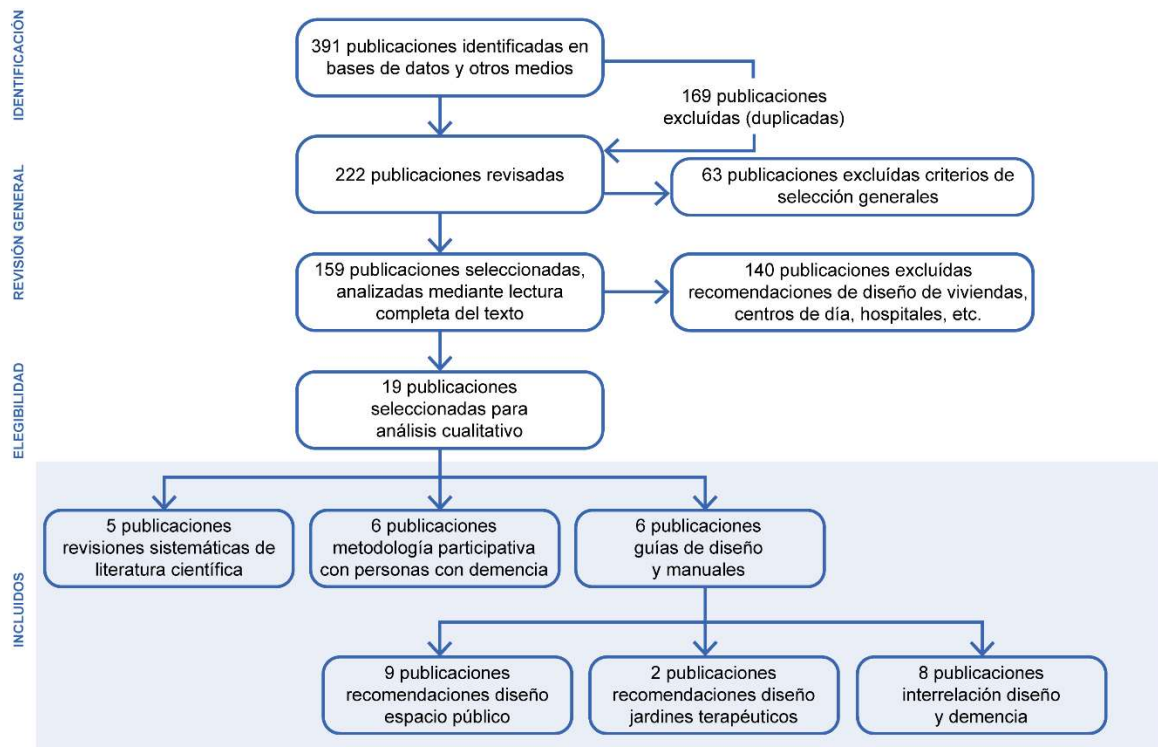 IDENTIFICACIÓN
391 publicaciones identificadas en
bases de datos y otros medios
169 publicaciones
excluídas (duplicadas)
REVISIÓN GENERAL
222 publicaciones revisadas
63 publicaciones excluídas criterios de
selección generales
159 publicaciones seleccionadas,
analizadas mediante lectura
completa del texto
140 publicaciones excluídas
recomendaciones de diseño de viviendas,
centros de día, hospitales, etc.
ELEGIBILIDAD
19 publicaciones
seleccionadas para
análisis cualitativo
INCLUIDOS
5 publicaciones
revisiones sistemáticas de
literatura científica
6 publicaciones
metodología participativa
con personas con demencia
6 publicaciones
guías de diseño
y manuales
9 publicaciones
recomendaciones diseño
espacio público
2 publicaciones
recomendaciones diseño
jardines terapéuticos
8 publicaciones
interrelación diseño
y demencia